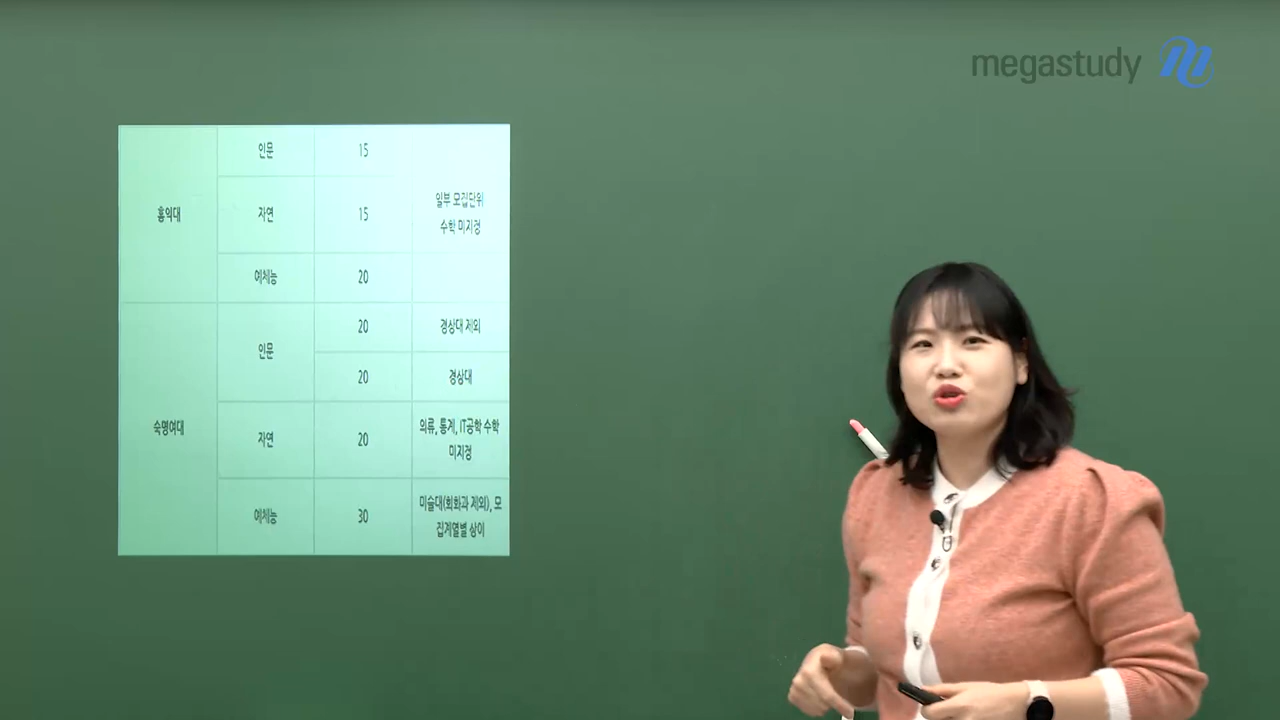 megastudy
홍익대
인문
15
일부 모집단위
수학 미지정
자연
15
예체능
20
숙명여대
인문
20
경상대 제외
20
경상대
자연
20
의류, 통계, IT공학 수학
미지정
예체능
30
미술대(회화과 제외), 모
집계열별 상이